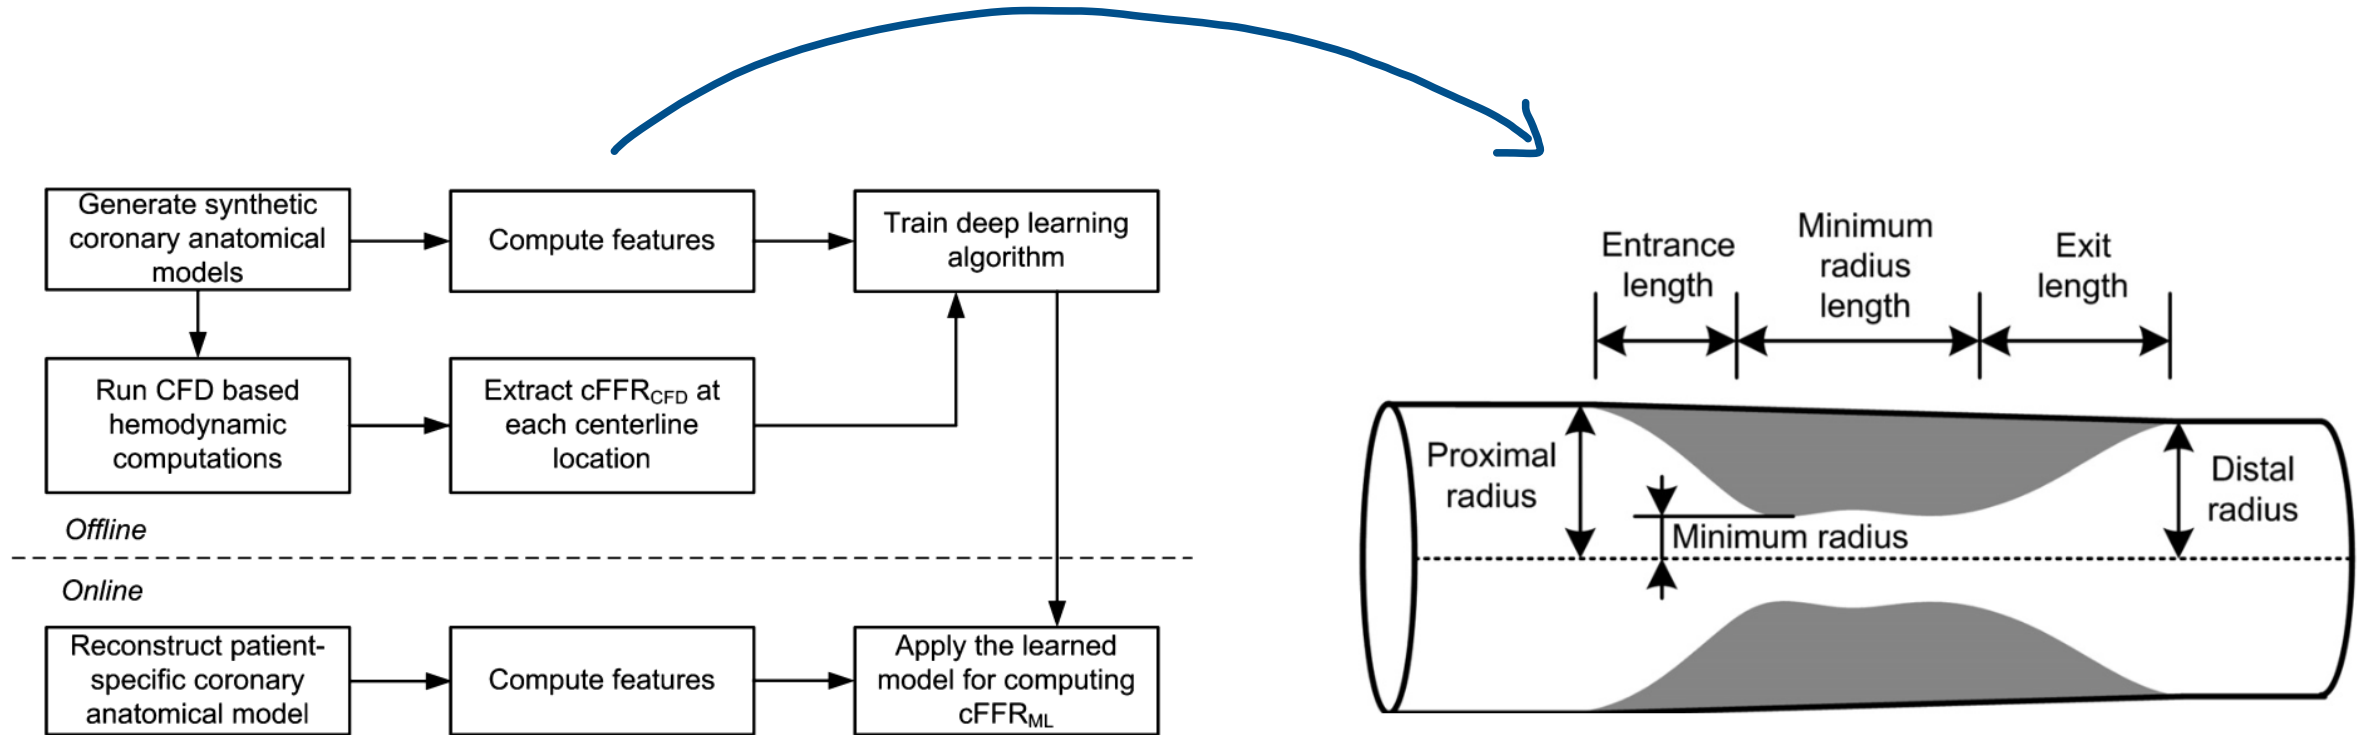 Generate synthetic
coronary anatomical
models
Compute features
Train deep learning
algorithm
Run CFD based
hemodynamic
computations
Extract cFFRCFD at
each centerline
location
Offline
Online
Reconstruct patient-
specific coronary
anatomical model
Compute features
Apply the learned
model for computing
cFFRML
Entrance
length
Minimum
radius
length
Exit
length
Proximal
radius
Minimum radius
Distal
radius